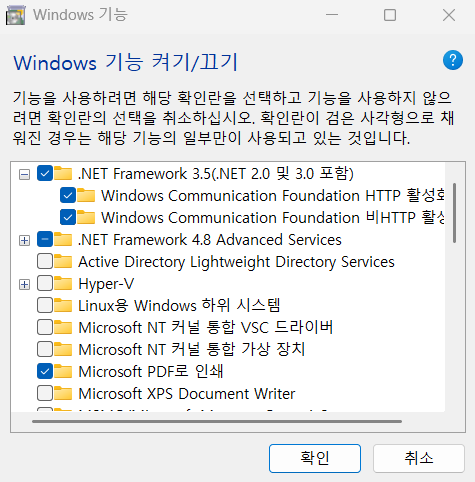 Windows 기능
Windows 기능 켜기/끄기
기능을 사용하려면 해당 확인란을 선택하고 기능을 사용하지 않으
려면 확인란의 선택을 취소하십시오. 확인란이 검은 사각형으로 채
워진 경우는 해당 기능의 일부만이 사용되고 있는 것입니다.
.NET Framework 3.5(.NET 2.0 및 3.0 포함)
Windows Communication Foundation HTTP 활성화
Windows Communication Foundation 비HTTP 활성
.NET Framework 4.8 Advanced Services
Active Directory Lightweight Directory Services
Hyper-V
Linux용 Windows 하위 시스템
Microsoft NT 커널 통합 VSC 드라이버
Microsoft NT 커널 통합 가상 장치
Microsoft PDF로 인쇄
Microsoft XPS Document Writer
확인 취소